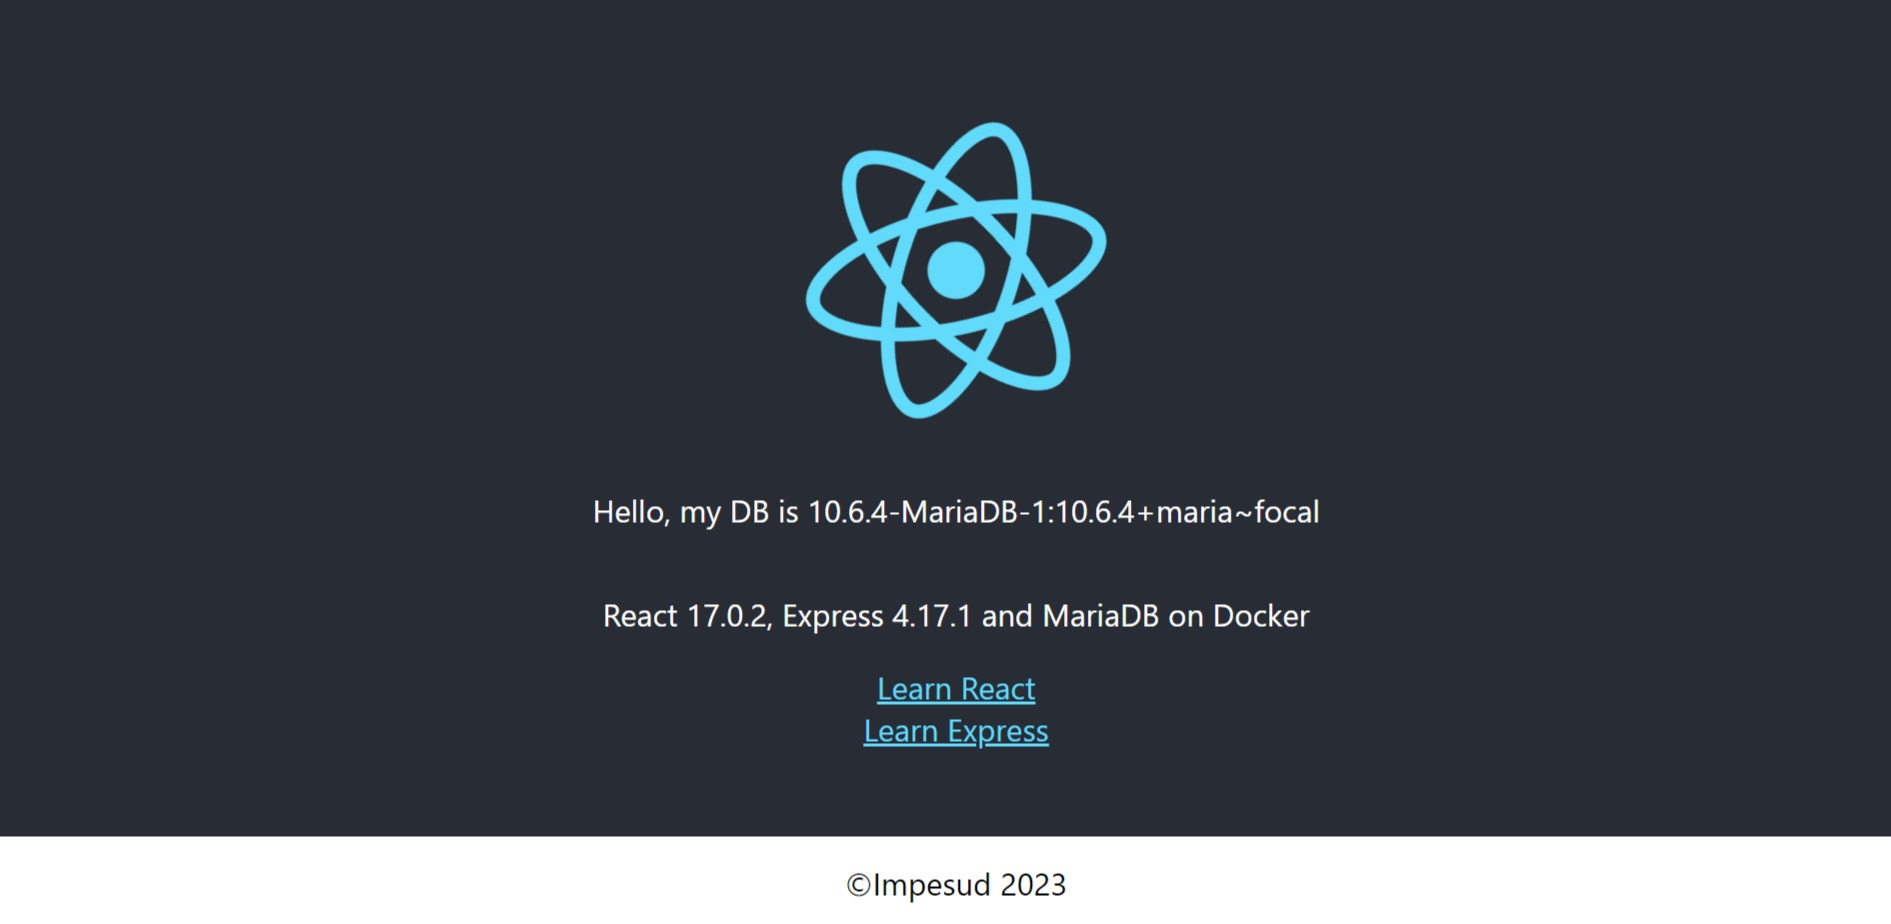 Hello, my DB is 10.6.4-MariaDB-1:10.6.4+maria~focal
React 17.0.2, Express 4.17.1 and MariaDB on Docker
Learn React
Learn Express
©Impesud 2023